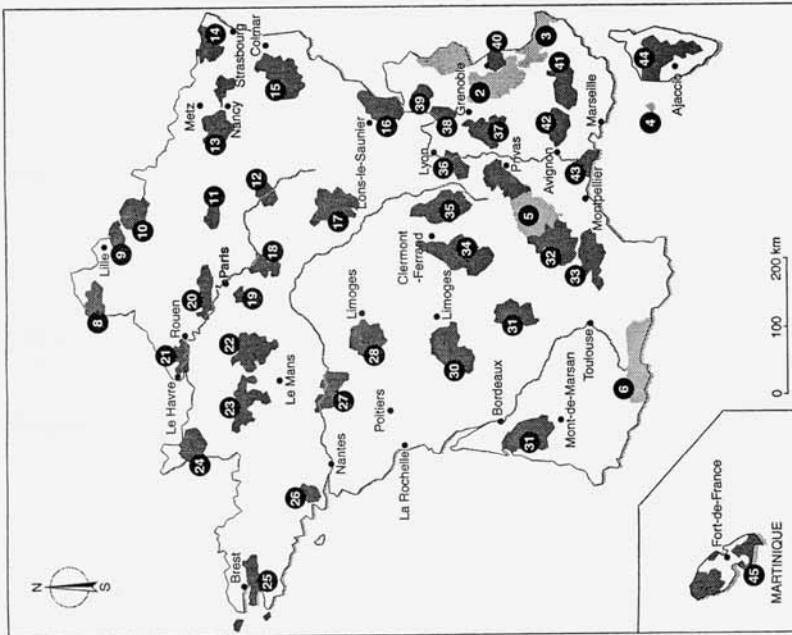 N
S
Lille
8
9
10
Brest
25
24
Le Havre
21
Rouen
20
11
Metz
14
13
Nancy
Strasbourg
Colmar
23
22
19
Paris
18
12
15
Le Mans
26
Nantes
27
17
Lons-le-Saunier
16
Poitiers
28
Limoges
La Rochelle
30
Limoges
Clermont
-Ferrand
34
35
Lyon
36
38
39
Grenoble
40
Bordeaux
31
31
5
Privas
37
2
3
Mont-de-Marsan
32
33
Avignon
42
41
Toulouse
Montpellier
43
Marseille
6
4
44
Ajaccio
Fort-de-France
45
MARTINIQUE
0 100 200 km